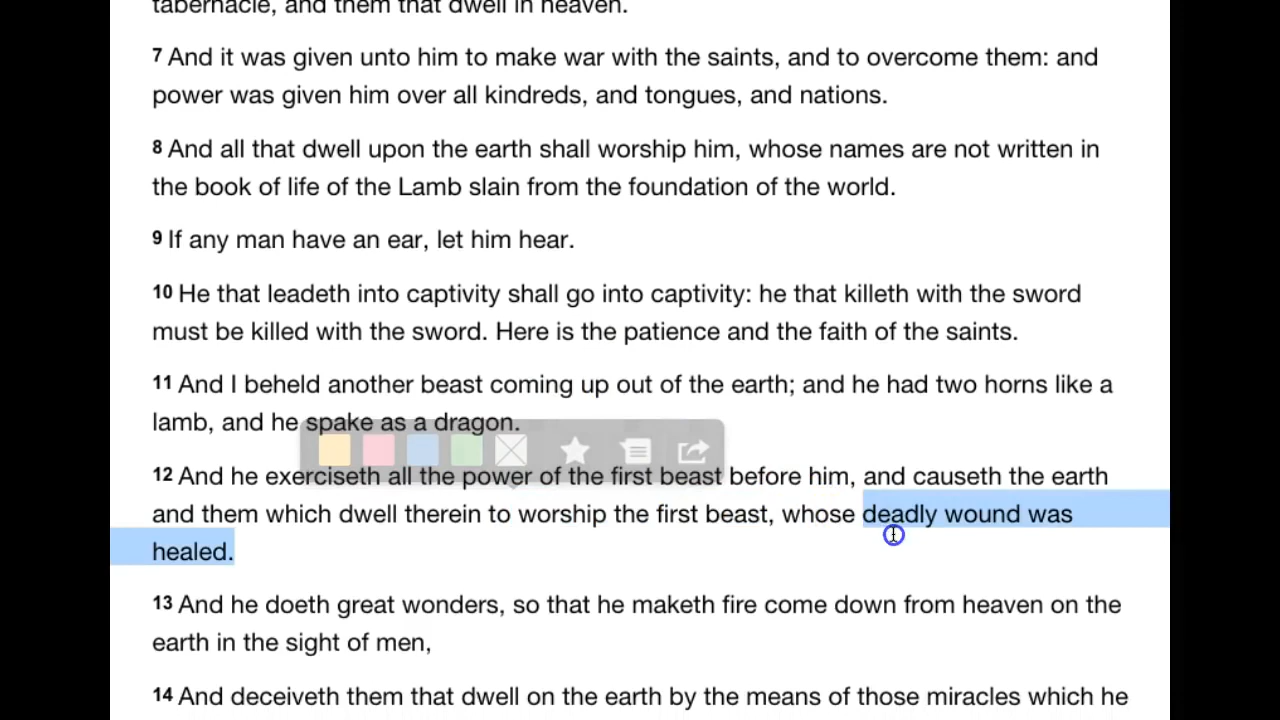 tabernacle, and them that dwell in heaven.
7 And it was given unto him to make war with the saints, and to overcome them: and
power was given him over all kindreds, and tongues, and nations.
8 And all that dwell upon the earth shall worship him, whose names are not written in
the book of life of the Lamb slain from the foundation of the world.
9 If any man have an ear, let him hear.
10 He that leadeth into captivity shall go into captivity: he that killeth with the sword
must be killed with the sword. Here is the patience and the faith of the saints.
11 And I beheld another beast coming up out of the earth; and he had two horns like a
lamb, and he spake as a dragon.
12 And he exerciseth all the power of the first beast before him, and causeth the earth
and them which dwell therein to worship the first beast, whose deadly wound was
healed.
13 And he doeth great wonders, so that he maketh fire come down from heaven on the
earth in the sight of men,
14 And deceiveth them that dwell on the earth by the means of those miracles which he